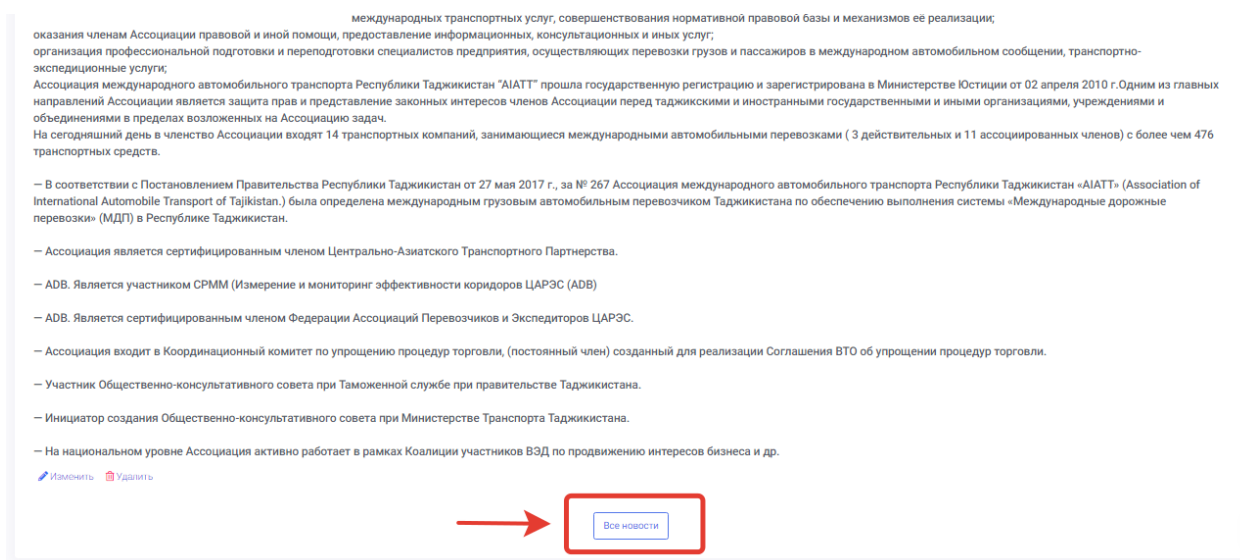 международных транспортных услуг, совершенствования нормативной правовой базы и механизмов её реализации;
оказания членам Ассоциации правовой и иной помощи, предоставление информационных, консультационных и иных услуг;
организация профессиональной подготовки и переподготовки специалистов предприятия, осуществляющих перевозки грузов и пассажиров в международном автомобильном сообщении, транспортно-
экспедиционные услуги;
Ассоциация международного автомобильного транспорта Республики Таджикистан "AIATT" прошла государственную регистрацию и зарегистрирована в Министерстве Юстиции от 02 апреля 2010 г.Одним из главных
направлений Ассоциации является защита прав и представление законных интересов членов Ассоциации перед таджикскими и иностранными государственными и иными организациями, учреждениями и
объединениями в пределах возложенных на Ассоциацию задач.
На сегодняшний день в членство Ассоциации входят 14 транспортных компаний, занимающиеся международными автомобильными перевозками ( 3 действительных и 11 ассоциированных членов) с более чем 476
транспортных средств.
— В соответствии с Постановлением Правительства Республики Таджикистан от 27 мая 2017 г., за № 267 Ассоциация международного автомобильного транспорта Республики Таджикистан «AIATT» (Association of
International Automobile Transport of Tajikistan.) была определена международным грузовым автомобильным перевозчиком Таджикистана по обеспечению выполнения системы «Международные дорожные
перевозки» (МДП) в Республике Таджикистан.
— Ассоциация является сертифицированным членом Центрально-Азиатского Транспортного Партнерства.
— ADB. Является участником СРММ (Измерение и мониторинг эффективности коридоров ЦАРЭС (ADB)
— ADB. Является сертифицированным членом Федерации Ассоциаций Перевозчиков и Экспедиторов ЦАРЭС.
— Ассоциация входит в Координационный комитет по упрощению процедур торговли, (постоянный член) созданный для реализации Соглашения ВТО об упрощении процедур торговли.
— Участник Общественно-консультативного совета при Таможенной службе при правительстве Таджикистана.
— Инициатор создания Общественно-консультативного совета при Министерстве Транспорта Таджикистана.
— На национальном уровне Ассоциация активно работает в рамках Коалиции участников ВЭД по продвижению интересов бизнеса и др.
Изменить Удалить
Все новости